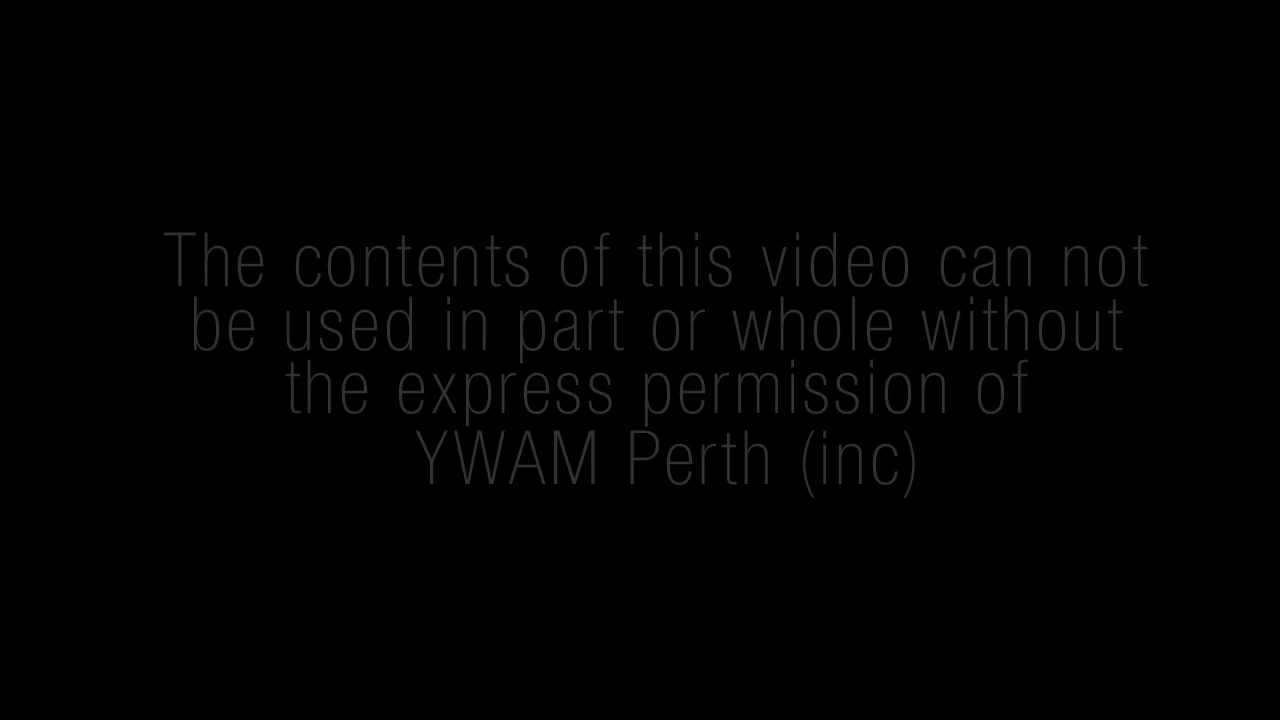 The contents of this video can not
be used in part or whole without
the express permission of
YWAM Perth (inc)